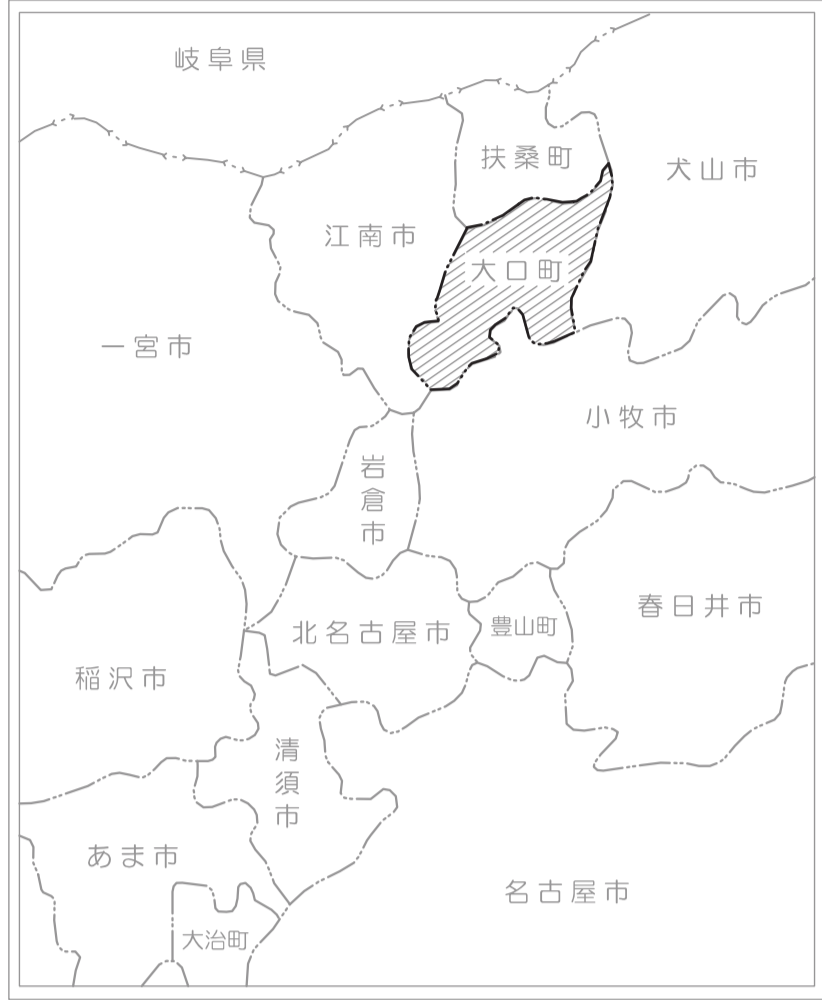 岐阜県
扶桑町
犬山市
江南市
大口町
一宮市
小牧市
岩倉市
春日井市
北名古屋市
豊山町
稲沢市
清須市
あま市
名古屋市
大治町